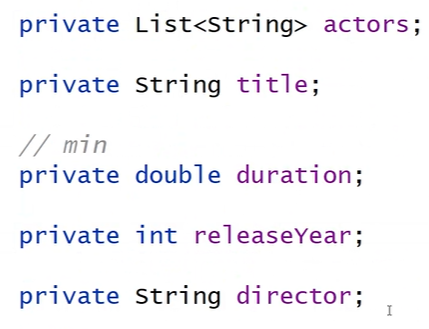 private List<String> actors;
private String title;
// min
private double duration;
private int releaseYear;
private String director;